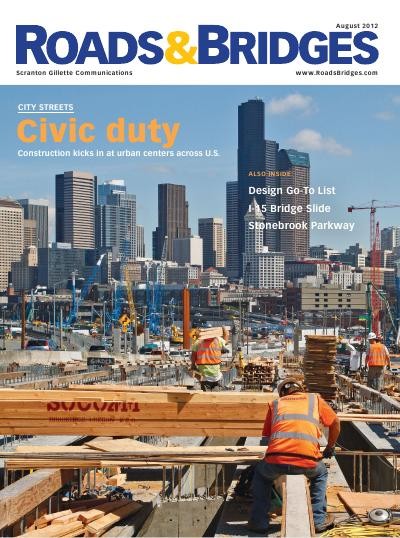 August 2012
ROADS&BRIDGES
Scranton Gillette Communications
www.RoadsBridges.com
CITY STREETS
Civic duty
Construction kicks in at urban centers across U.S.
ALSO INSIDE
Design Go-To List
I-15 Bridge Slide
Stonebrook Parkway